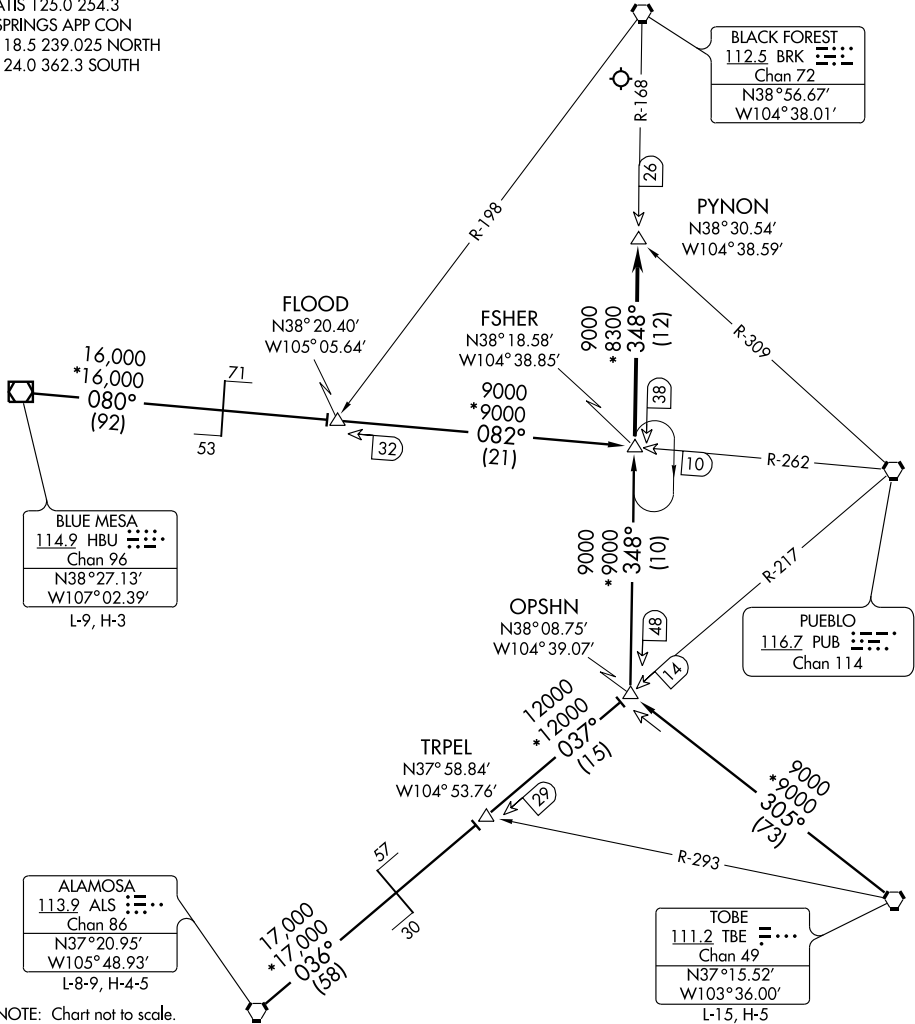 ATIS 125.0 254.3
SPRINGS APP CON
18.5 239.025 NORTH
24.0 362.3 SOUTH
BLACK FOREST
112.5 BRK
Chan 72
N38°56.67'
W104°38.01'
R-168
26
R-198
PYNON
N38°30.54'
W104°38.59'
FLOOD
N38°20.40'
W105°05.64'
FSHER
N38°18.58'
W104°38.85'
9000
*8300
348°
(12)
R-309
16,000
*16,000
080°
(92)
71
53
9000
*9000
082°
(21)
32
38
10
R-262
BLUE MESA
114.9 HBU
Chan 96
N38°27.13'
W107°02.39'
L-9, H-3
9000
*9000
348°
(10)
R-217
OPSHN
N38°08.75'
W104°39.07'
48
14
PUEBLO
116.7 PUB
Chan 114
12000
*12000
037°
(15)
TRPEL
N37°58.84'
W104°53.76'
29
9000
*9000
305°
(73)
57
30
R-293
ALAMOSA
113.9 ALS
Chan 86
N37°20.95'
W105°48.93'
L-8-9, H-4-5
17,000
*17,000
036°
(58)
TOBE
111.2 TBE
Chan 49
N37°15.52'
W103°36.00'
L-15, H-5
NOTE: Chart not to scale.